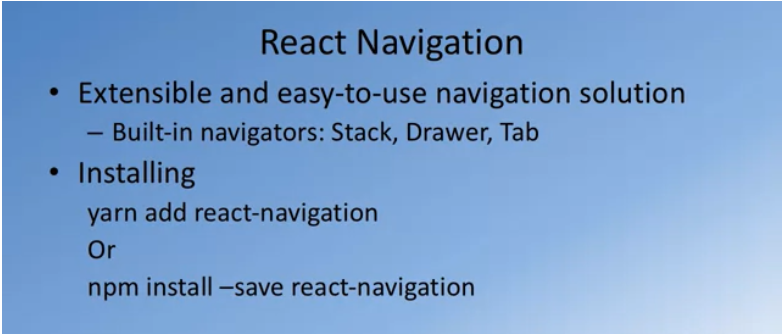 React Navigation
• Extensible and easy-to-use navigation solution
– Built-in navigators: Stack, Drawer, Tab
• Installing
yarn add react-navigation
Or
npm install –save react-navigation